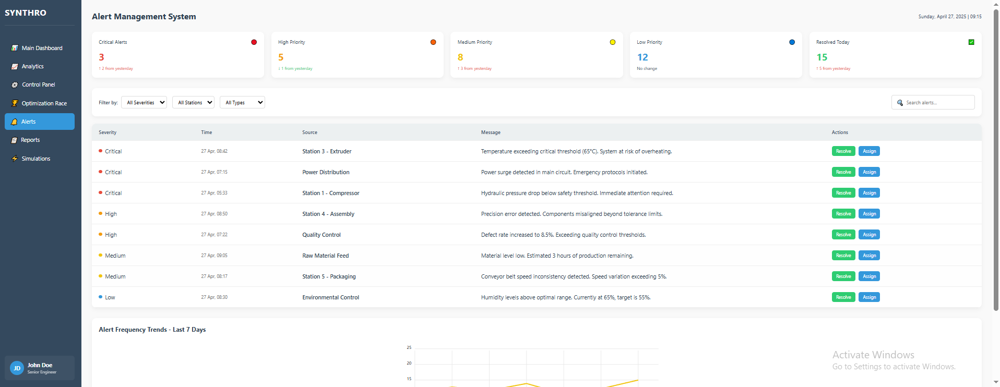 SYNTHRO
Main Dashboard
Analytics
Control Panel
Optimization Race
Alerts
Reports
Simulations
JD
John Doe
Senior Engineer
Alert Management System
Sunday, April 27, 2025 | 09:15
Critical Alerts
3
↑ 2 from yesterday
High Priority
5
↓ 1 from yesterday
Medium Priority
8
↑ 3 from yesterday
Low Priority
12
No change
Resolved Today
15
↑ 5 from yesterday
Filter by: All Severities All Stations All Types Search alerts...
Severity Time Source Message Actions
Critical 27 Apr, 08:42 Station 3 - Extruder Temperature exceeding critical threshold (65°C). System at risk of overheating. Resolve Assign
Critical 27 Apr, 07:15 Power Distribution Power surge detected in main circuit. Emergency protocols initiated. Resolve Assign
Critical 27 Apr, 05:33 Station 1 - Compressor Hydraulic pressure drop below safety threshold. Immediate attention required. Resolve Assign
High 27 Apr, 08:50 Station 4 - Assembly Precision error detected. Components misaligned beyond tolerance limits. Resolve Assign
High 27 Apr, 07:22 Quality Control Defect rate increased to 8.5%. Exceeding quality control thresholds. Resolve Assign
Medium 27 Apr, 09:05 Raw Material Feed Material level low. Estimated 3 hours of production remaining. Resolve Assign
Medium 27 Apr, 08:17 Station 5 - Packaging Conveyor belt speed inconsistency detected. Speed variation exceeding 5%. Resolve Assign
Low 27 Apr, 08:30 Environmental Control Humidity levels above optimal range. Currently at 65%, target is 55%. Resolve Assign
Alert Frequency Trends - Last 7 Days
25
20
15
Activate Windows
Go to Settings to activate Windows.